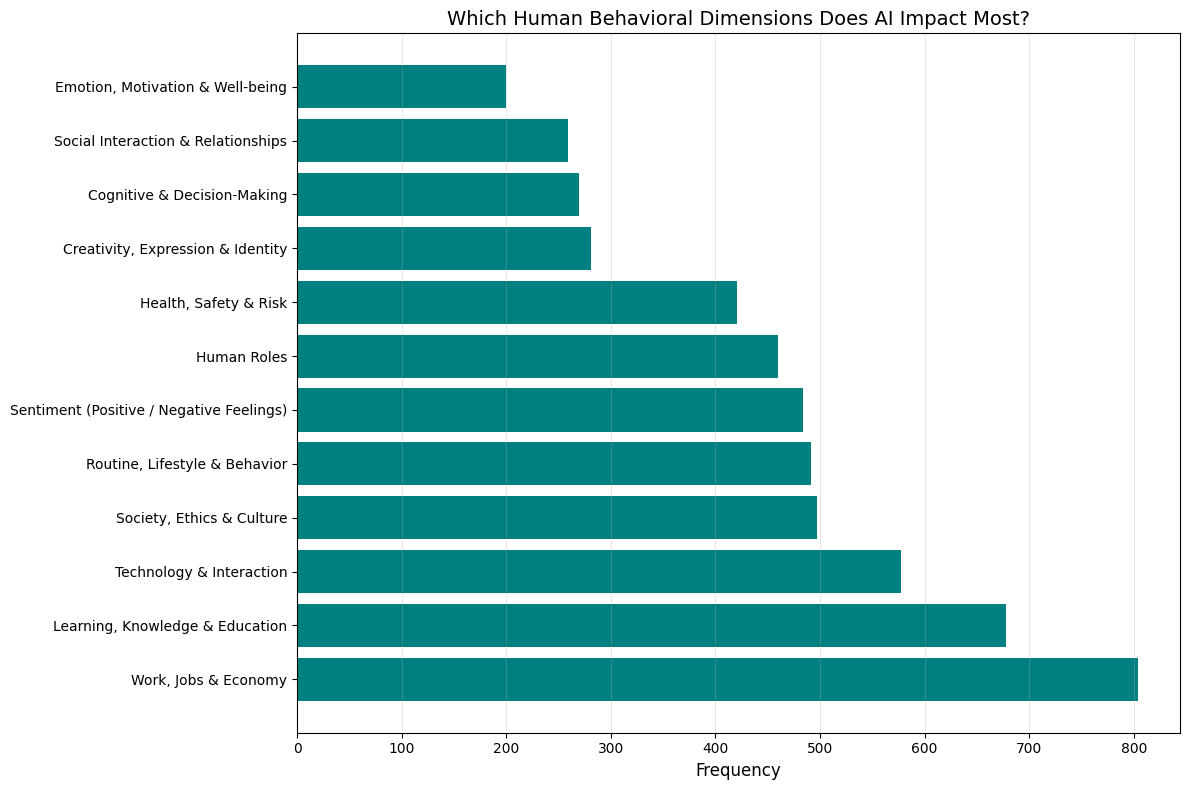 Which Human Behavioral Dimensions Does AI Impact Most?
Emotion, Motivation & Well-being
Social Interaction & Relationships
Cognitive & Decision-Making
Creativity, Expression & Identity
Health, Safety & Risk
Human Roles
Sentiment (Positive / Negative Feelings)
Routine, Lifestyle & Behavior
Society, Ethics & Culture
Technology & Interaction
Learning, Knowledge & Education
Work, Jobs & Economy
0 100 200 300 400 500 600 700 800
Frequency